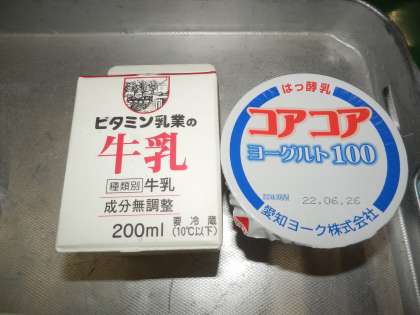 ビタミン乳業の
牛乳
種類別 牛乳
成分無調整
200ml
要冷蔵
(10℃以下)
はっ酵乳
コアコア
ヨーグルト100
22.06.26
愛知ヨーク株式会社